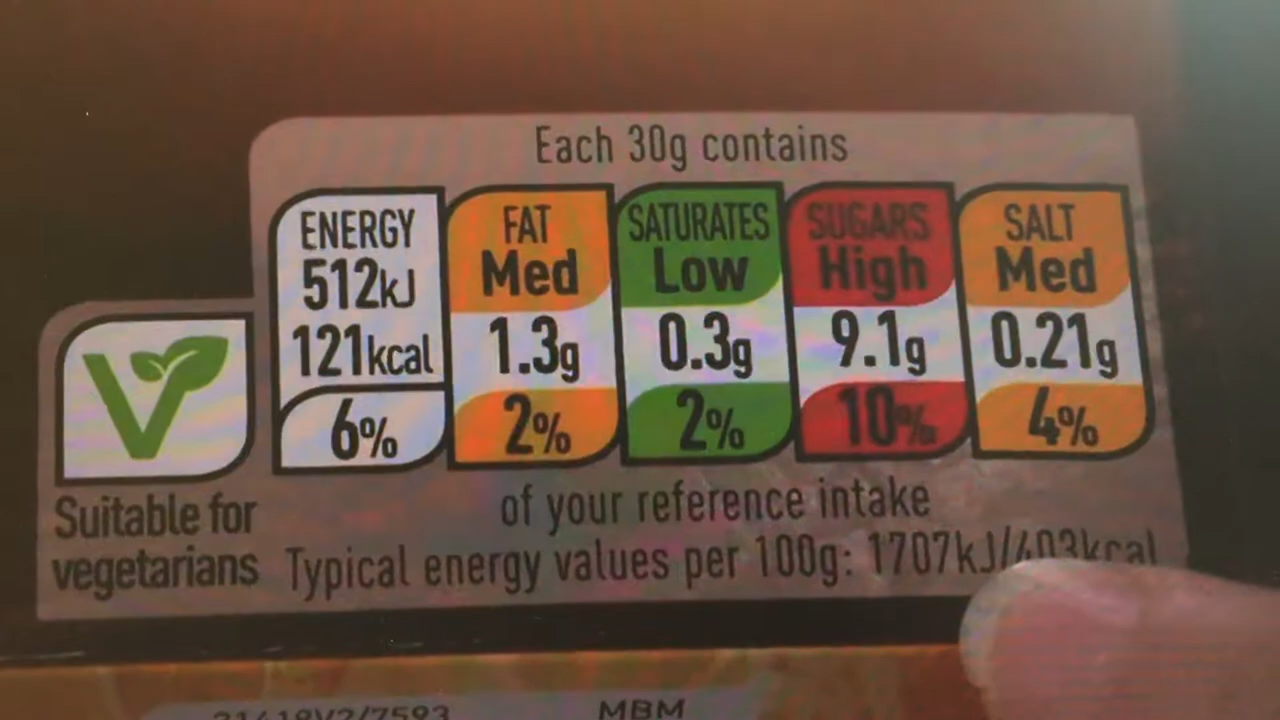 Each 30g contains
ENERGY
512kJ
121kcal
6%
FAT
Med
1.3g
2%
SATURATES
Low
0.3g
2%
SUGARS
High
9.1g
10%
SALT
Med
0.21g
4%
Suitable for
vegetarians
of your reference intake
Typical energy values per 100g: 1707kJ/403kcal
MBM